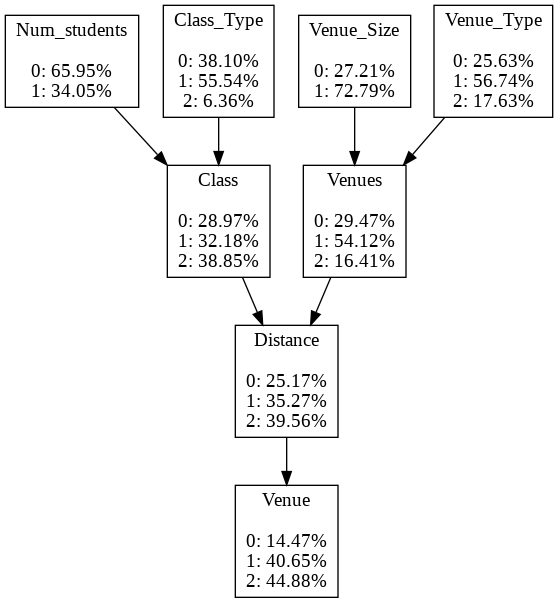 Num_students
0: 65.95%
1: 34.05%
Class_Type
0: 38.10%
1: 55.54%
2: 6.36%
Venue_Size
0: 27.21%
1: 72.79%
Venue_Type
0: 25.63%
1: 56.74%
2: 17.63%
Class
0: 28.97%
1: 32.18%
2: 38.85%
Venues
0: 29.47%
1: 54.12%
2: 16.41%
Distance
0: 25.17%
1: 35.27%
2: 39.56%
Venue
0: 14.47%
1: 40.65%
2: 44.88%